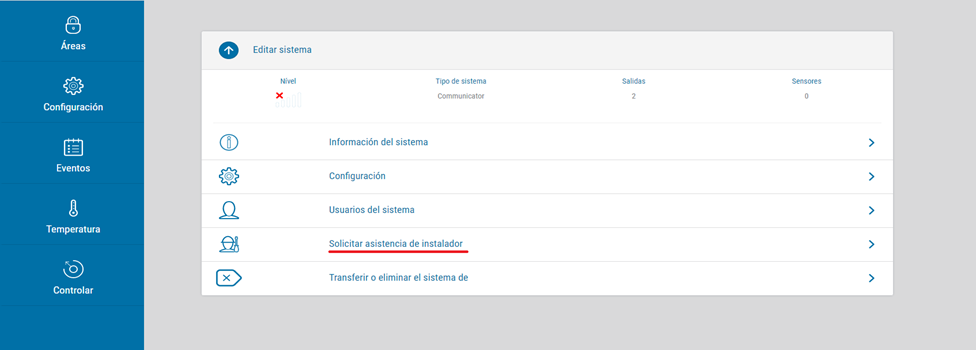 Áreas
Configuración
Eventos
Temperatura
Controlar
Editar sistema
Nivel Tipo de sistema Salidas Sensores
Communicator 2 0
Información del sistema
Configuración
Usuarios del sistema
Solicitar asistencia de instalador
Transferir o eliminar el sistema de